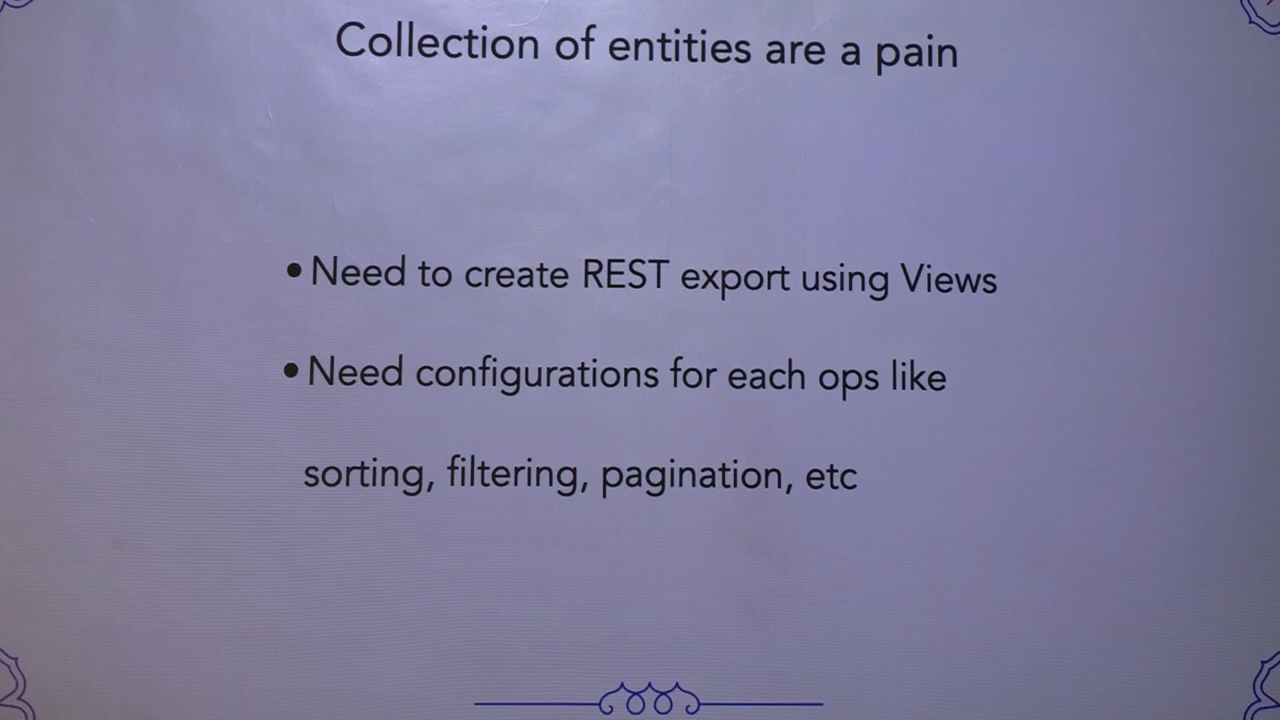 Collection of entities are a pain
•Need to create REST export using Views
•Need configurations for each ops like
sorting, filtering, pagination, etc